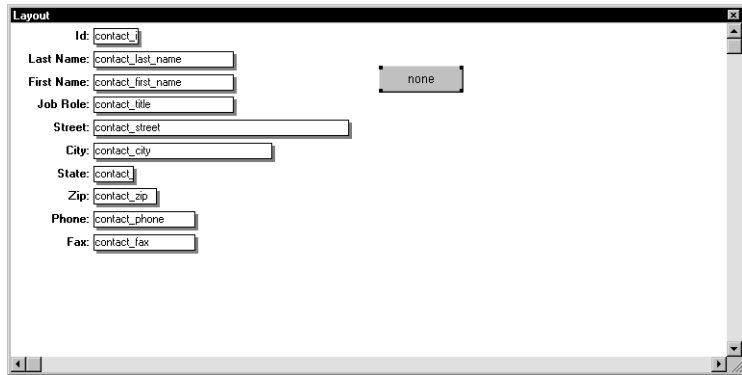 Layout
Id: contact_i
Last Name: contact_last_name
First Name: contact_first_name
none
Job Role: contact_title
Street: contact_street
City: contact_city
State: contact_
Zip: contact_zip
Phone: contact_phone
Fax: contact_fax